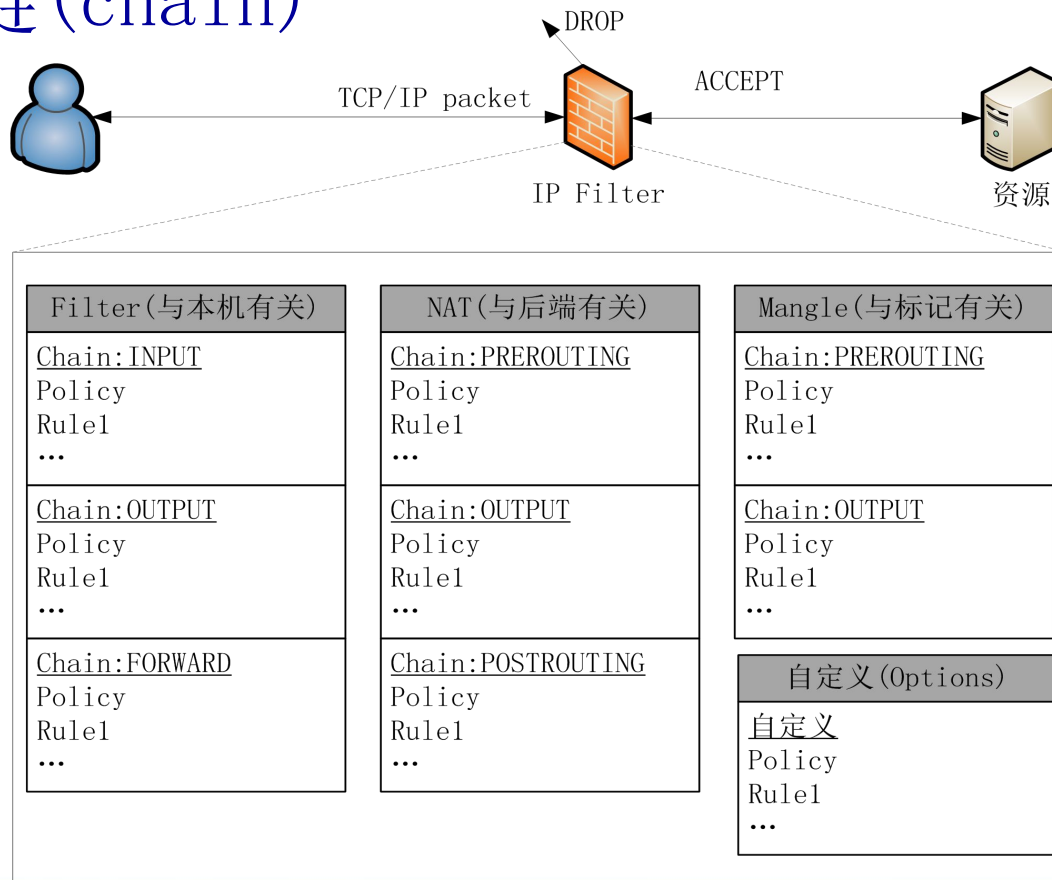 (chain)
DROP
TCP/IP packet
ACCEPT
IP Filter
资源
Filter(与本机有关)
Chain:INPUT
Policy
Rule1
…
Chain:OUTPUT
Policy
Rule1
…
Chain:FORWARD
Policy
Rule1
…
NAT(与后端有关)
Chain:PREROUTING
Policy
Rule1
…
Chain:OUTPUT
Policy
Rule1
…
Chain:POSTROUTING
Policy
Rule1
…
Mangle(与标记有关)
Chain:PREROUTING
Policy
Rule1
…
Chain:OUTPUT
Policy
Rule1
…
自定义(Options)
自定义
Policy
Rule1
…